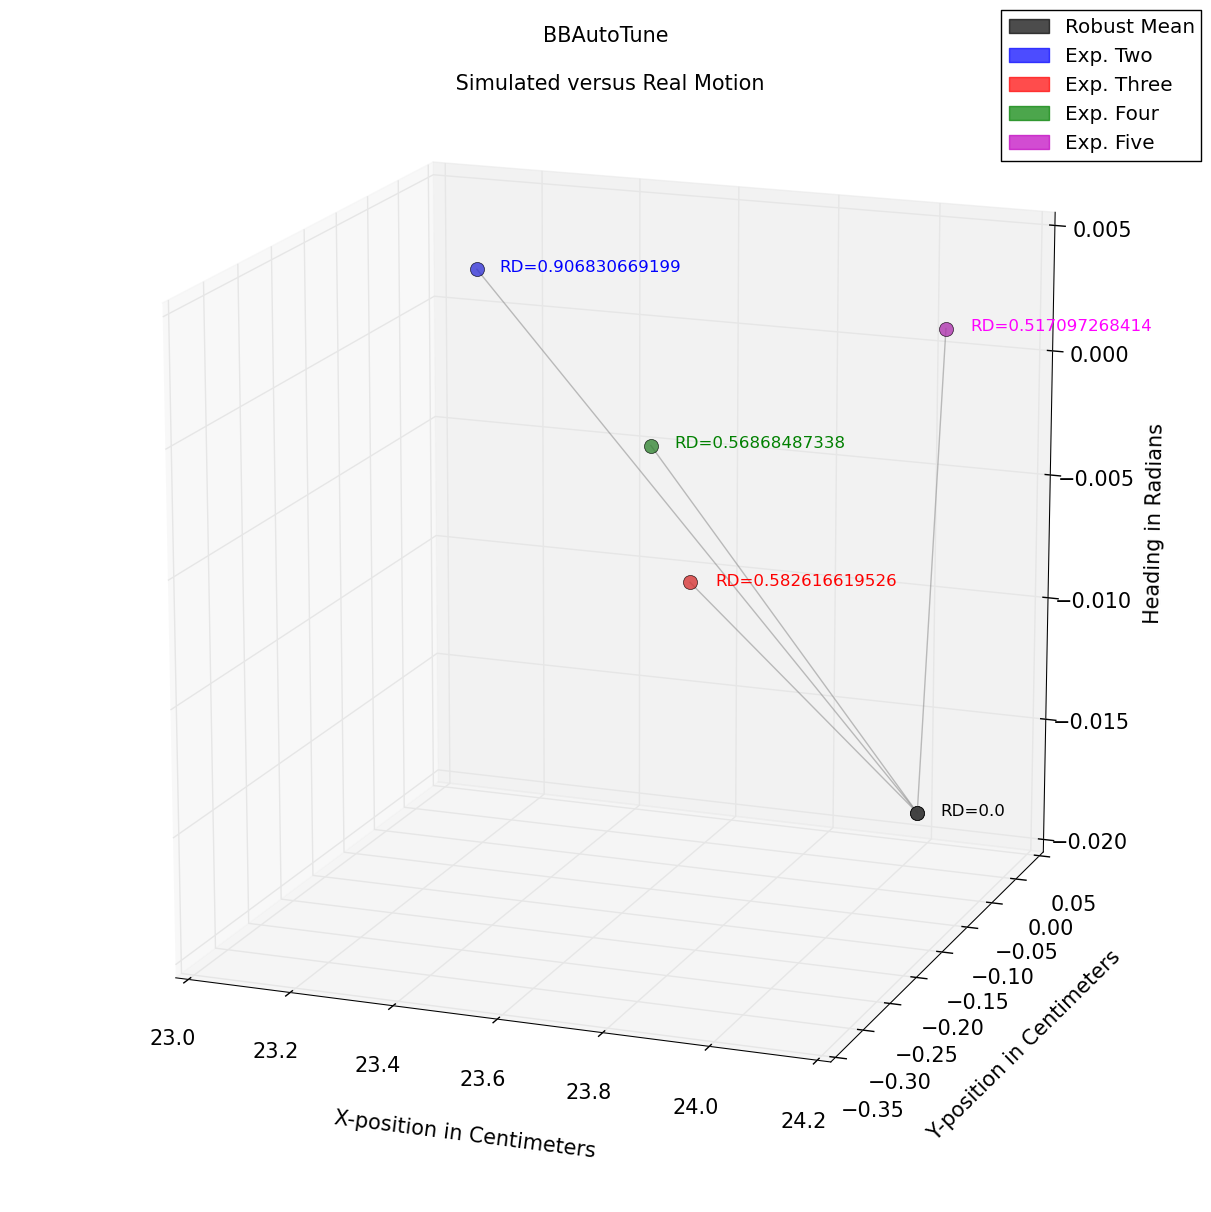 BBAutoTune
Simulated versus Real Motion
Robust Mean
Exp. Two
Exp. Three
Exp. Four
Exp. Five
RD=0.906830669199
RD=0.517097268414
RD=0.56868487338
RD=0.582616619526
RD=0.0
0.005
0.000
−0.005
−0.010
−0.015
−0.020
Heading in Radians
0.05
0.00
−0.05
−0.10
−0.15
−0.20
−0.25
−0.30
−0.35
Y-position in Centimeters
23.0
23.2
23.4
23.6
23.8
24.0
24.2
X-position in Centimeters